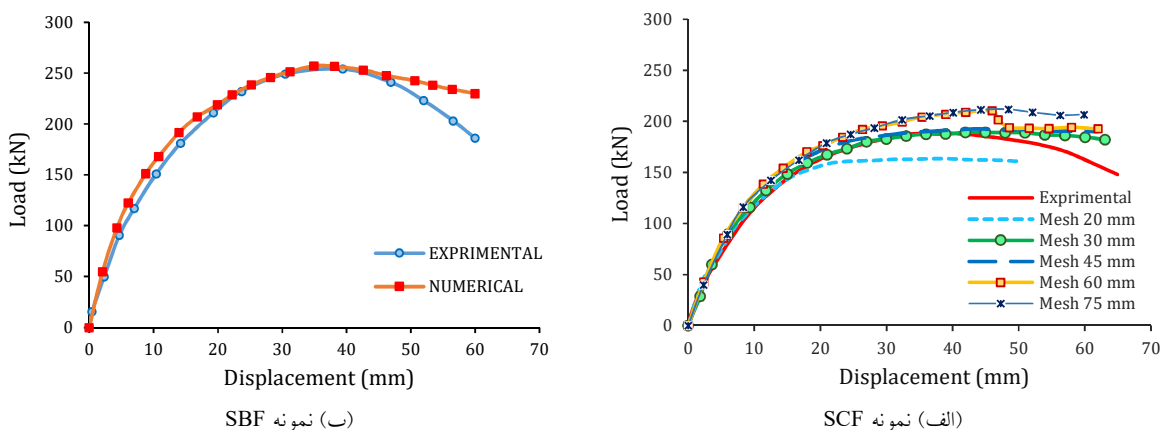 300
250
200
150
100
50
0
Load (kN)
0 10 20 30 40 50 60 70
Displacement (mm)
EXPRIMENTAL
NUMERICAL
(ب) نمونه SBF
300
250
200
150
100
50
0
Load (kN)
0 10 20 30 40 50 60 70
Displacement (mm)
Exprimental
Mesh 20 mm
Mesh 30 mm
Mesh 45 mm
Mesh 60 mm
Mesh 75 mm
(الف) نمونه SCF